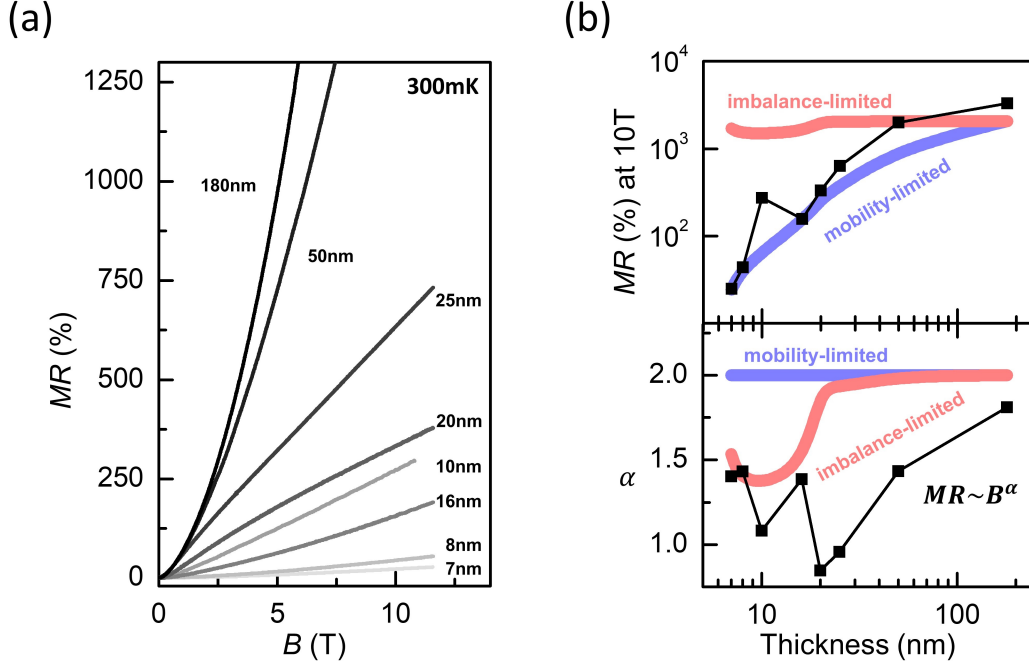 (a)
300mK
MR (%)
1250
1000
750
500
250
0
180nm
50nm
25nm
20nm
10nm
16nm
8nm
7nm
0
5
10
B (T)
(b)
MR (%) at 10T
10⁴
10³
10²
imbalance-limited
mobility-limited
α
2.0
1.5
1.0
mobility-limited
imbalance-limited
MR~Bᵅ
10
100
Thickness (nm)